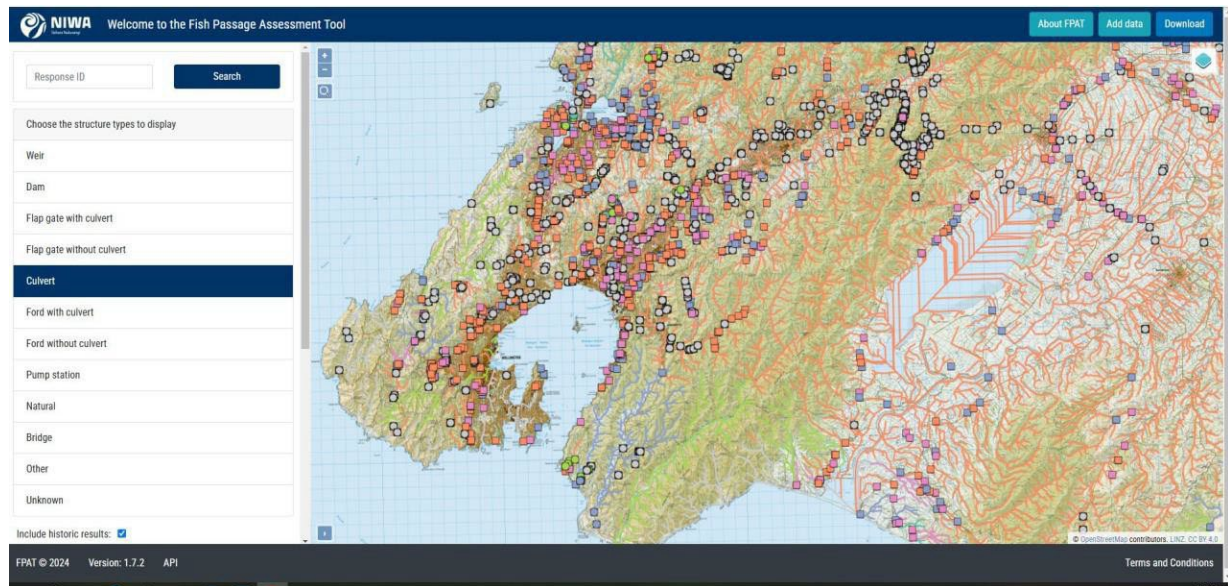 NIWA
Welcome to the Fish Passage Assessment Tool
About FPAT
Add data
Download
Response ID
Search
Choose the structure types to display
Weir
Dam
Flap gate with culvert
Flap gate without culvert
Culvert
Ford with culvert
Ford without culvert
Pump station
Natural
Bridge
Other
Unknown
Include historic results:
WELLINGTON
© OpenStreetMap contributors. LINZ. CC BY 4.0
FPAT © 2024
Version: 1.7.2
API
Terms and Conditions